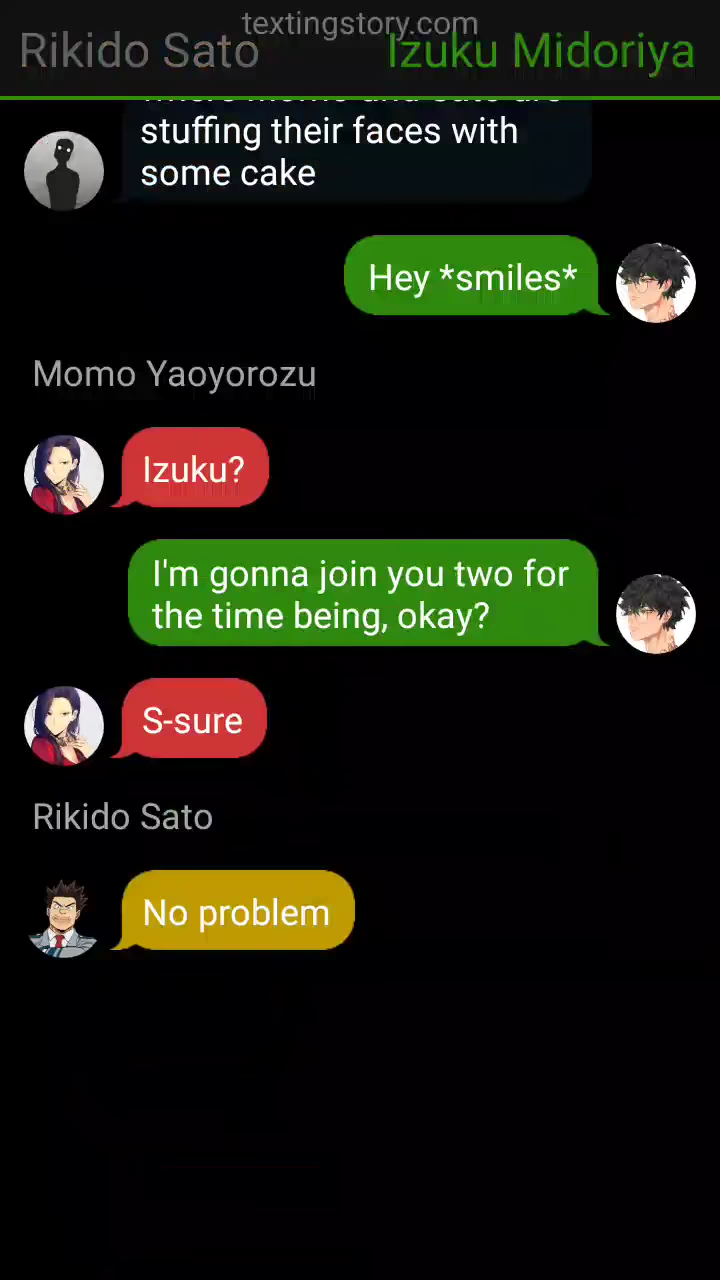 textingstory.com
Rikido Sato
Izuku Midoriya
stuffing their faces with
some cake
Hey *smiles*
Momo Yaoyorozu
Izuku?
I'm gonna join you two for
the time being, okay?
S-sure
Rikido Sato
No problem